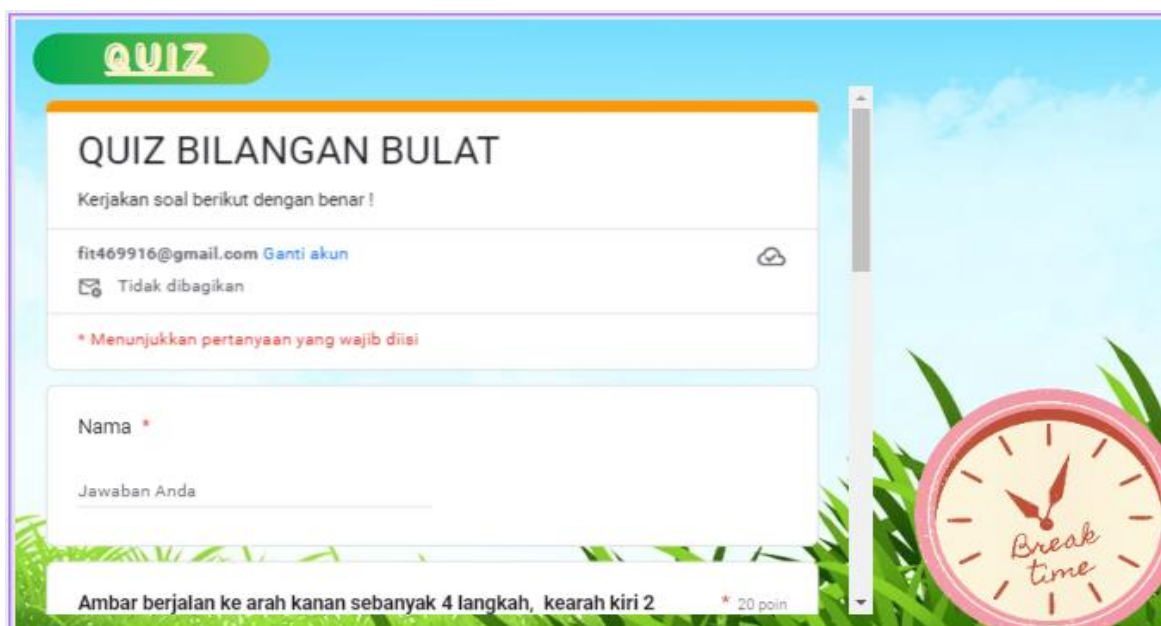 QUIZ
QUIZ BILANGAN BULAT
Kerjakan soal berikut dengan benar !
fit469916@gmail.com Ganti akun
Tidak dibagikan
* Menunjukkan pertanyaan yang wajib diisi
Nama *
Jawaban Anda
Ambar berjalan ke arah kanan sebanyak 4 langkah, kearah kiri 2 * 20 poin
Break
time